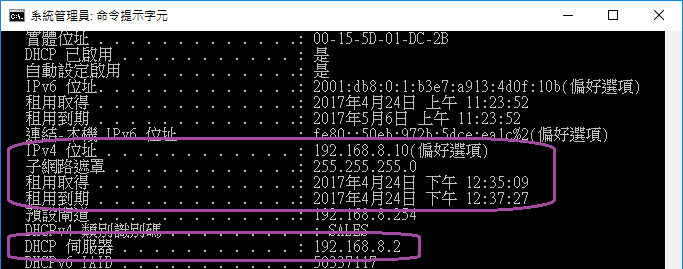 系統管理員: 命令提示字元
實體位址 . . . . . . . . . . . . . .: 00-15-5D-01-DC-2B
DHCP 已啟用 . . . . . . . . . . . . : 是
自動設定啟用 . . . . . . . . . . . .: 是
IPv6 位址. . . . . . . . . . . . . .: 2001:db8:0:1:b3e7:a913:4d0f:10b(偏好選項)
租用取得 . . . . . . . . . . . . . .: 2017年4月24日 上午 11:23:52
租用到期 . . . . . . . . . . . . . .: 2017年5月6日 上午 11:23:52
連結-本機 IPv6 位址 . . . . . . . . : fe80::50eb:972b:5dce:ea1c%2(偏好選項)
IPv4 位址 . . . . . . . . . . . . . : 192.168.8.10(偏好選項)
子網路遮罩 . . . . . . . . . . . . .: 255.255.255.0
租用取得 . . . . . . . . . . . . . .: 2017年4月24日 下午 12:35:09
租用到期 . . . . . . . . . . . . . .: 2017年4月24日 下午 12:37:27
預設閘道 . . . . . . . . . . . . . .: 192.168.8.254
DHCPv4 類別識別碼 . . . . . . . . . : SALES
DHCP 伺服器 . . . . . . . . . . . . : 192.168.8.2
DHCPv6 IAID . . . . . . . . . . . . : 50337117